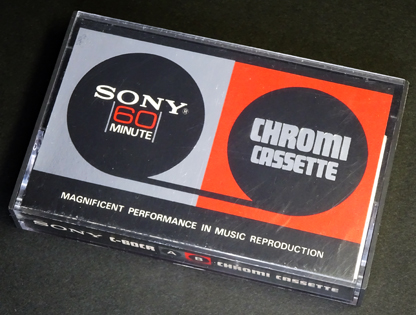 SONY®
60
MINUTE
CHROMI
CASSETTE
MAGNIFICENT PERFORMANCE IN MUSIC REPRODUCTION
SONY C-60CR A B CHROMI CASSETTE